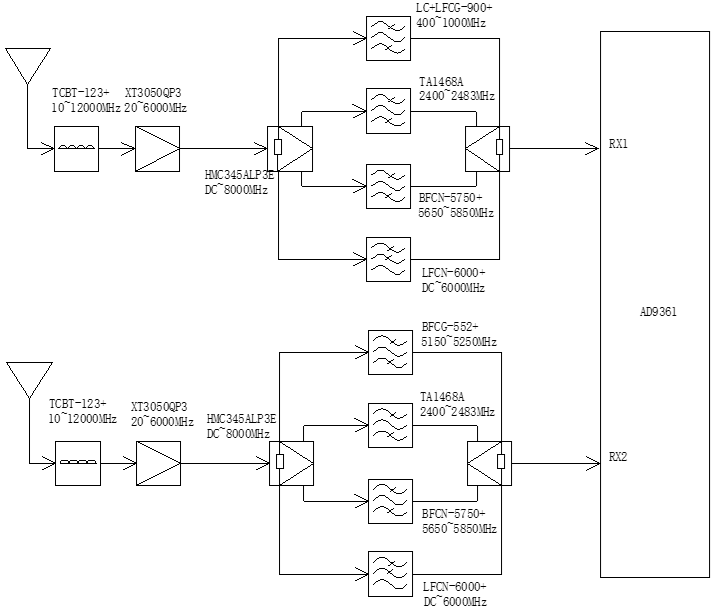 LC+LFCG-900+
400~1000MHz
TCBT-123+
10~12000MHz
XT3050QP3
20~6000MHz
TA1468A
2400~2483MHz
HMC345ALP3E
DC~8000MHz
RX1
BFCN-5750+
5650~5850MHz
LFCN-6000+
DC~6000MHz
AD9361
BFCG-552+
5150~5250MHz
TCBT-123+
10~12000MHz
XT3050QP3
20~6000MHz
TA1468A
2400~2483MHz
HMC345ALP3E
DC~8000MHz
RX2
BFCN-5750+
5650~5850MHz
LFCN-6000+
DC~6000MHz